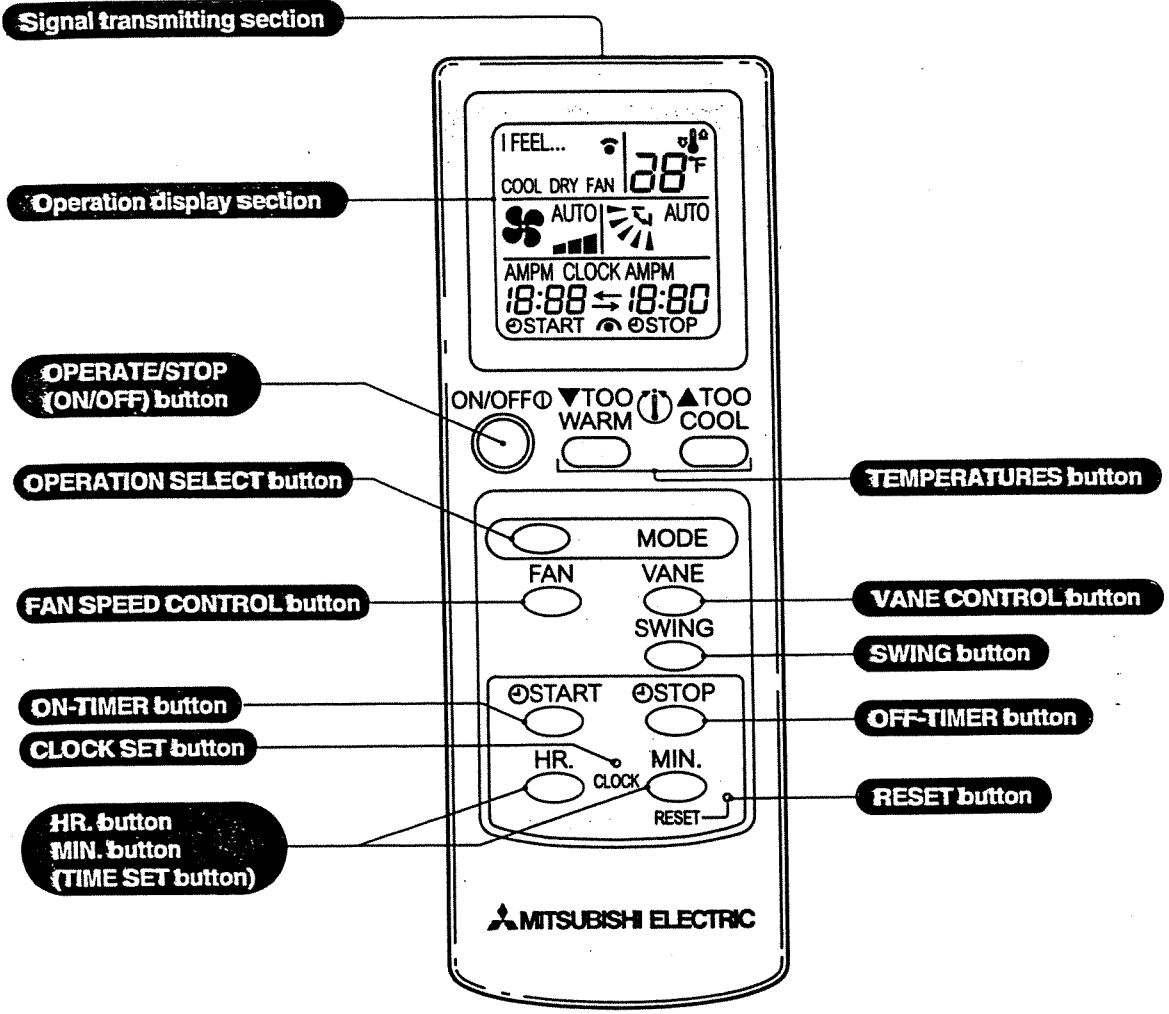 Signal transmitting section
I FEEL...
28°F
COOL DRY FAN
Operation display section
AUTO
AUTO
AMPM CLOCK AMPM
18:88 18:80
START STOP
OPERATE/STOP
(ON/OFF) button
ON/OFF
▼TOO
WARM
▲TOO
COOL
OPERATION SELECT button
TEMPERATURES button
MODE
FAN
VANE
FAN SPEED CONTROL button
VANE CONTROL button
SWING
SWING button
START
STOP
ON-TIMER button
OFF-TIMER button
CLOCK SET button
HR.
CLOCK
MIN.
RESET
RESET button
HR. button
MIN. button
(TIME SET button)
MITSUBISHI ELECTRIC